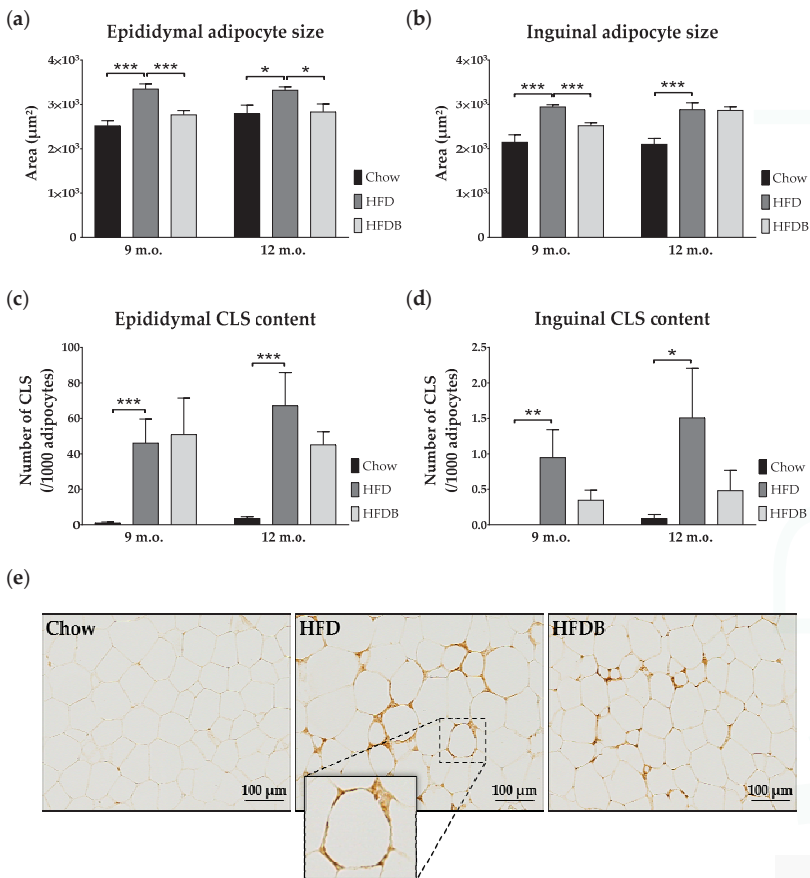 (a)
Epididymal adipocyte size
*** *** * *
4×10³
3×10³
2×10³
1×10³
0
Area (µm²)
9 m.o. 12 m.o.
Chow
HFD
HFDB
(b)
Inguinal adipocyte size
*** *** ***
4×10³
3×10³
2×10³
1×10³
0
Area (µm²)
9 m.o. 12 m.o.
Chow
HFD
HFDB
(c)
Epididymal CLS content
*** ***
100
80
60
40
20
0
Number of CLS
(/1000 adipocytes)
9 m.o. 12 m.o.
Chow
HFD
HFDB
(d)
Inguinal CLS content
** *
2.5
2.0
1.5
1.0
0.5
0.0
Number of CLS
(/1000 adipocytes)
9 m.o. 12 m.o.
Chow
HFD
HFDB
(e)
Chow
100 µm
HFD
100 µm
HFDB
100 µm